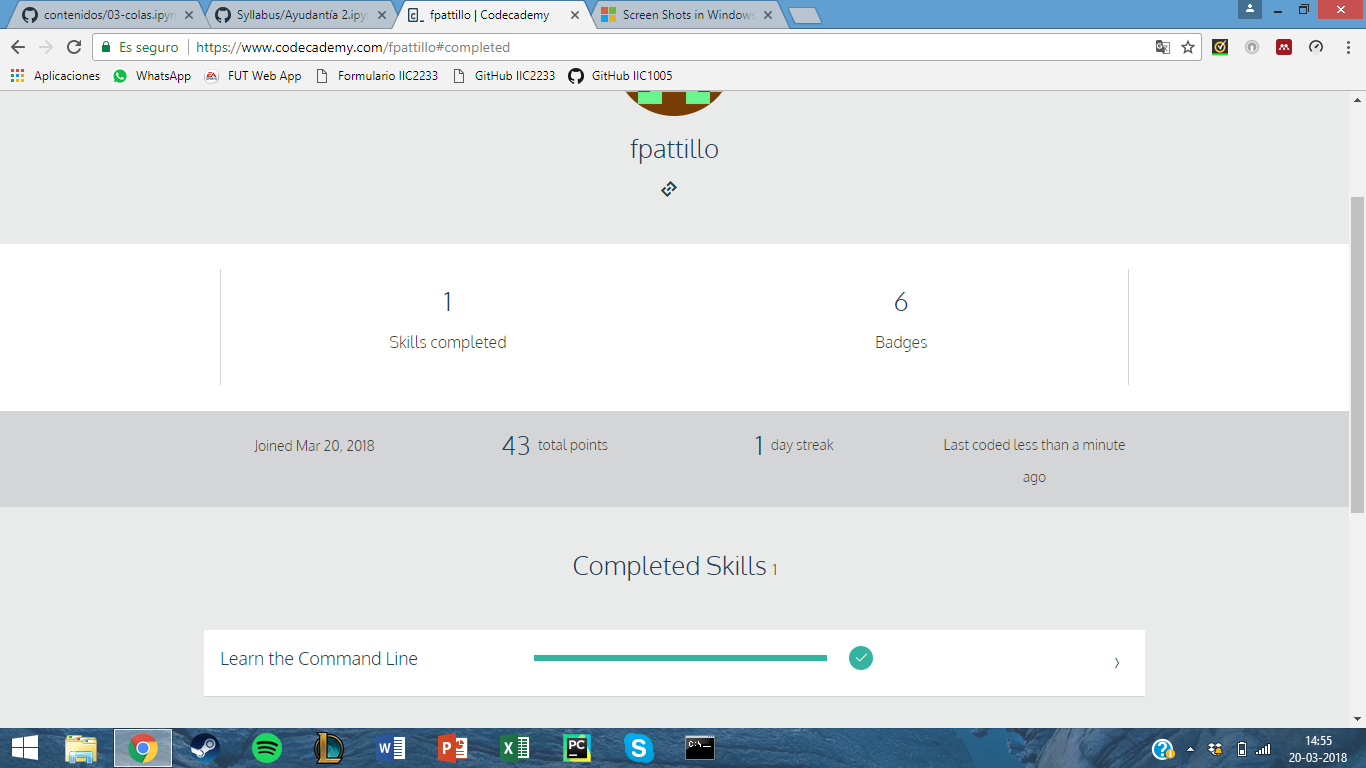 contenidos/03-colas.ipyn
Syllabus/Ayudantía 2.ipy
fpattillo | Codecademy
Screen Shots in Window
Es seguro
https://www.codecademy.com/fpattillo#completed
Aplicaciones
WhatsApp
FUT Web App
Formulario IIC2233
GitHub IIC2233
GitHub IIC1005
fpattillo
1
Skills completed
6
Badges
Joined Mar 20, 2018
43 total points
1 day streak
Last coded less than a minute
ago
Completed Skills 1
Learn the Command Line
14:55
20-03-2018